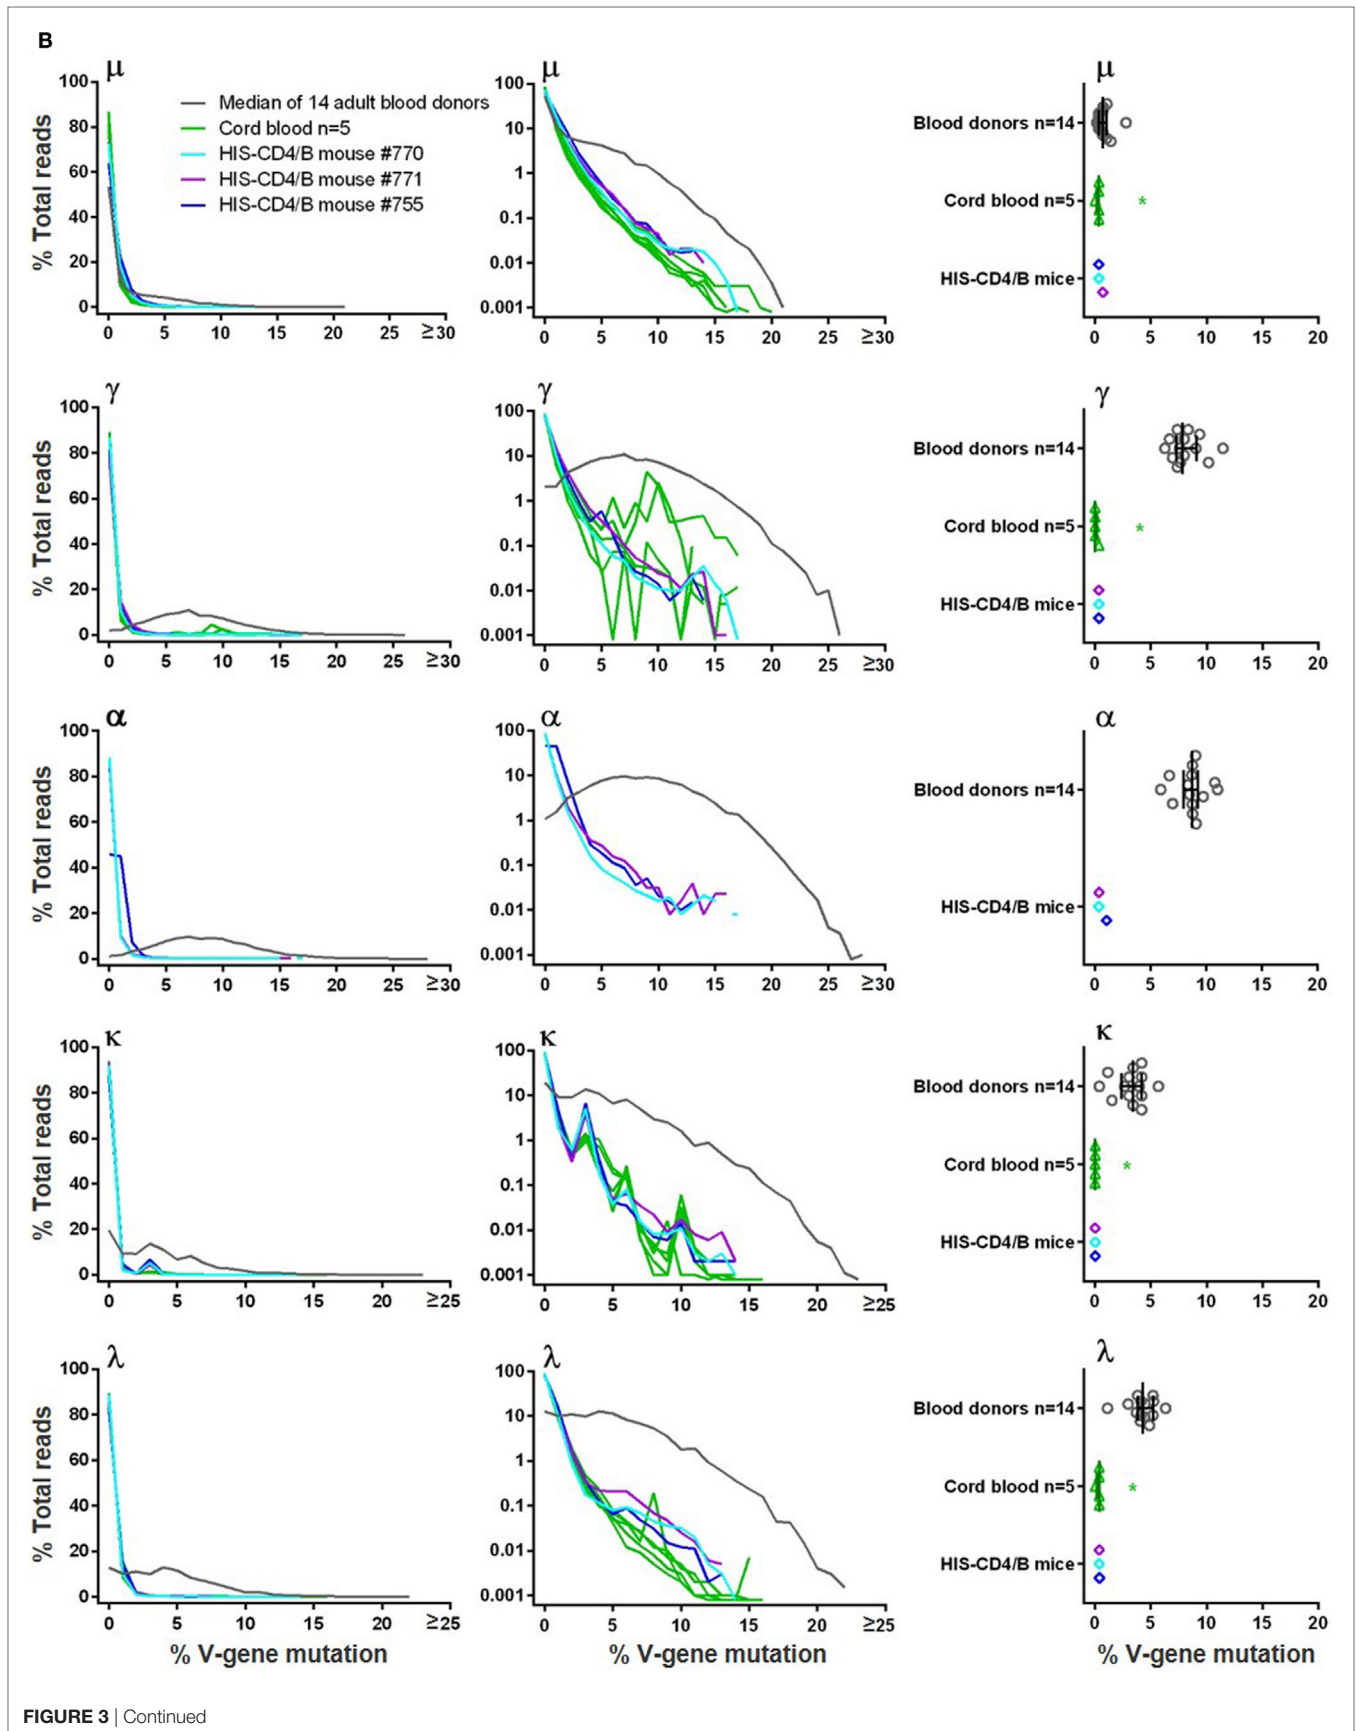 B
μ
100
80
60
40
20
0
% Total reads
0 5 10 15 20 25 ≥30
Median of 14 adult blood donors
Cord blood n=5
HIS-CD4/B mouse #770
HIS-CD4/B mouse #771
HIS-CD4/B mouse #755
μ
100
10
1
0.1
0.01
0.001
0 5 10 15 20 25 ≥30
μ
Blood donors n=14
Cord blood n=5 *
HIS-CD4/B mice
0 5 10 15 20
γ
100
80
60
40
20
0
% Total reads
0 5 10 15 20 25 ≥30
γ
100
10
1
0.1
0.01
0.001
0 5 10 15 20 25 ≥30
γ
Blood donors n=14
Cord blood n=5 *
HIS-CD4/B mice
0 5 10 15 20
α
100
80
60
40
20
0
% Total reads
0 5 10 15 20 25 ≥30
α
100
10
1
0.1
0.01
0.001
0 5 10 15 20 25 ≥30
α
Blood donors n=14
HIS-CD4/B mice
0 5 10 15 20
κ
100
80
60
40
20
0
% Total reads
0 5 10 15 20 ≥25
κ
100
10
1
0.1
0.01
0.001
0 5 10 15 20 ≥25
κ
Blood donors n=14
Cord blood n=5 *
HIS-CD4/B mice
0 5 10 15 20
λ
100
80
60
40
20
0
% Total reads
0 5 10 15 20 ≥25
% V-gene mutation
λ
100
10
1
0.1
0.01
0.001
0 5 10 15 20 ≥25
% V-gene mutation
λ
Blood donors n=14
Cord blood n=5 *
HIS-CD4/B mice
0 5 10 15 20
% V-gene mutation
FIGURE 3 | Continued